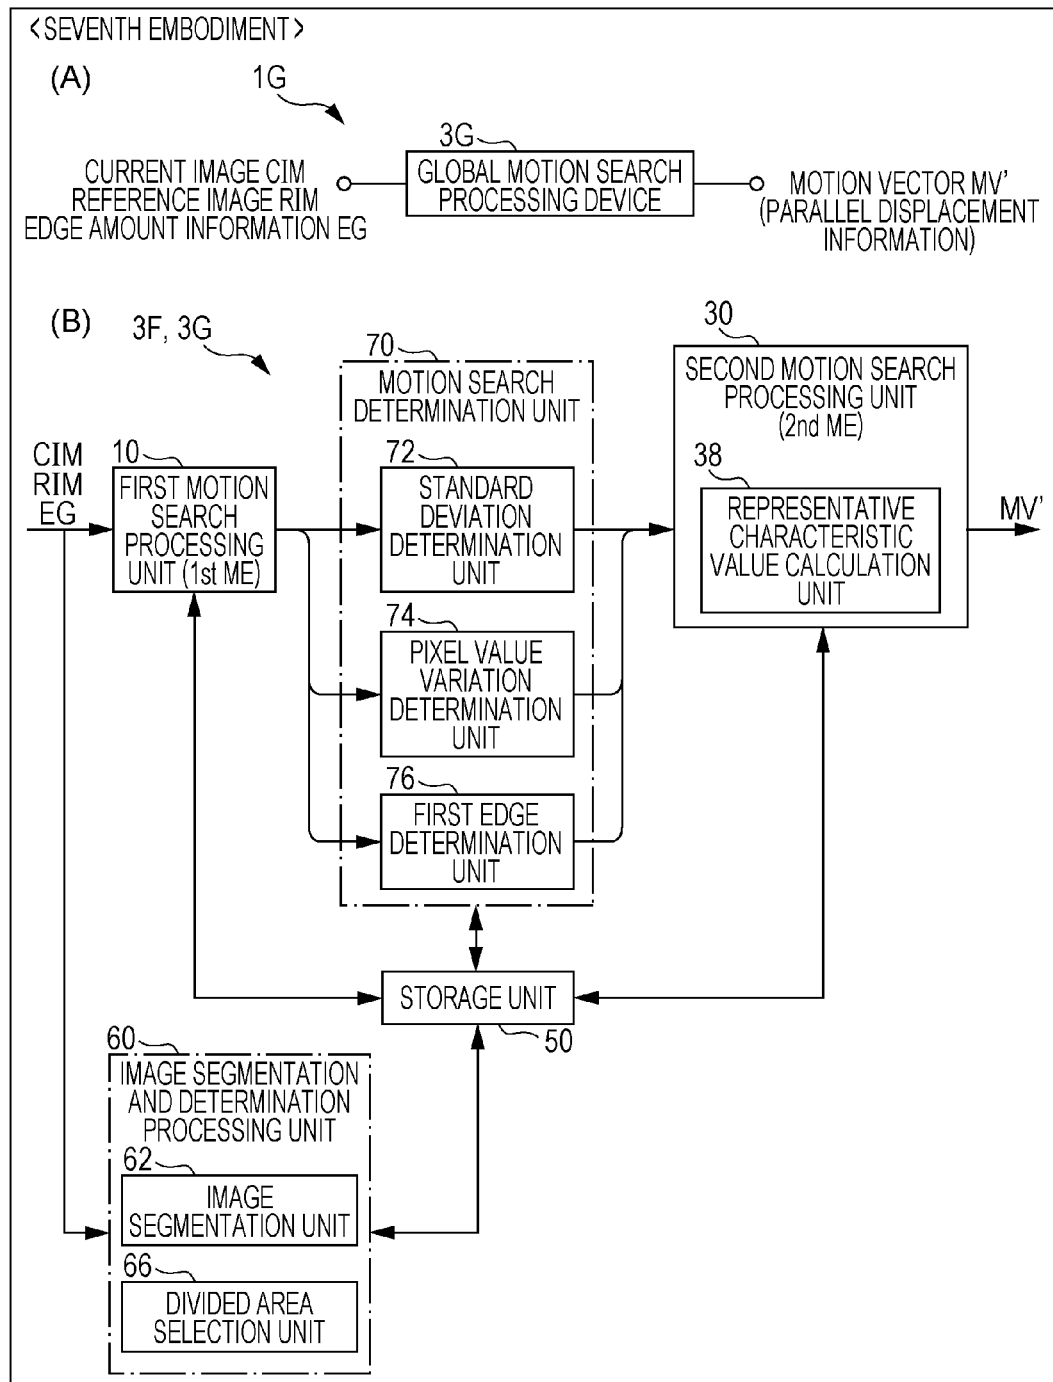 <SEVENTH EMBODIMENT>
(A)
1G
3G
CURRENT IMAGE CIM
REFERENCE IMAGE RIM
EDGE AMOUNT INFORMATION EG
GLOBAL MOTION SEARCH
PROCESSING DEVICE
MOTION VECTOR MV'
(PARALLEL DISPLACEMENT
INFORMATION)
(B)
3F, 3G
CIM
RIM
EG
10
FIRST MOTION
SEARCH
PROCESSING
UNIT (1st ME)
70
MOTION SEARCH
DETERMINATION UNIT
72
STANDARD
DEVIATION
DETERMINATION
UNIT
74
PIXEL VALUE
VARIATION
DETERMINATION
UNIT
76
FIRST EDGE
DETERMINATION
UNIT
30
SECOND MOTION SEARCH
PROCESSING UNIT
(2nd ME)
38
REPRESENTATIVE
CHARACTERISTIC
VALUE CALCULATION
UNIT
MV'
STORAGE UNIT
50
60
IMAGE SEGMENTATION
AND DETERMINATION
PROCESSING UNIT
62
IMAGE
SEGMENTATION UNIT
66
DIVIDED AREA
SELECTION UNIT